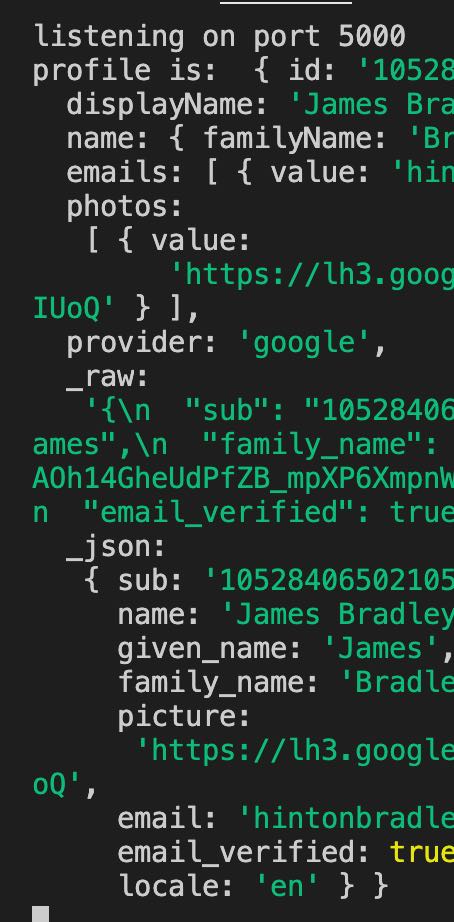 listening on port 5000
profile is:  { id: '10528
  displayName: 'James Bra
  name: { familyName: 'Br
  emails: [ { value: 'hin
  photos:
   [ { value:
        'https://lh3.goog
IUoQ' } ],
  provider: 'google',
  _raw:
   '{\n  "sub": "10528406
ames",\n  "family_name":
AOh14GheUdPfZB_mpXP6XmpnW
n  "email_verified": true
  _json:
   { sub: '10528406502105
     name: 'James Bradley
     given_name: 'James',
     family_name: 'Bradle
     picture:
      'https://lh3.google
oQ',
     email: 'hintonbradle
     email_verified: true
     locale: 'en' } }